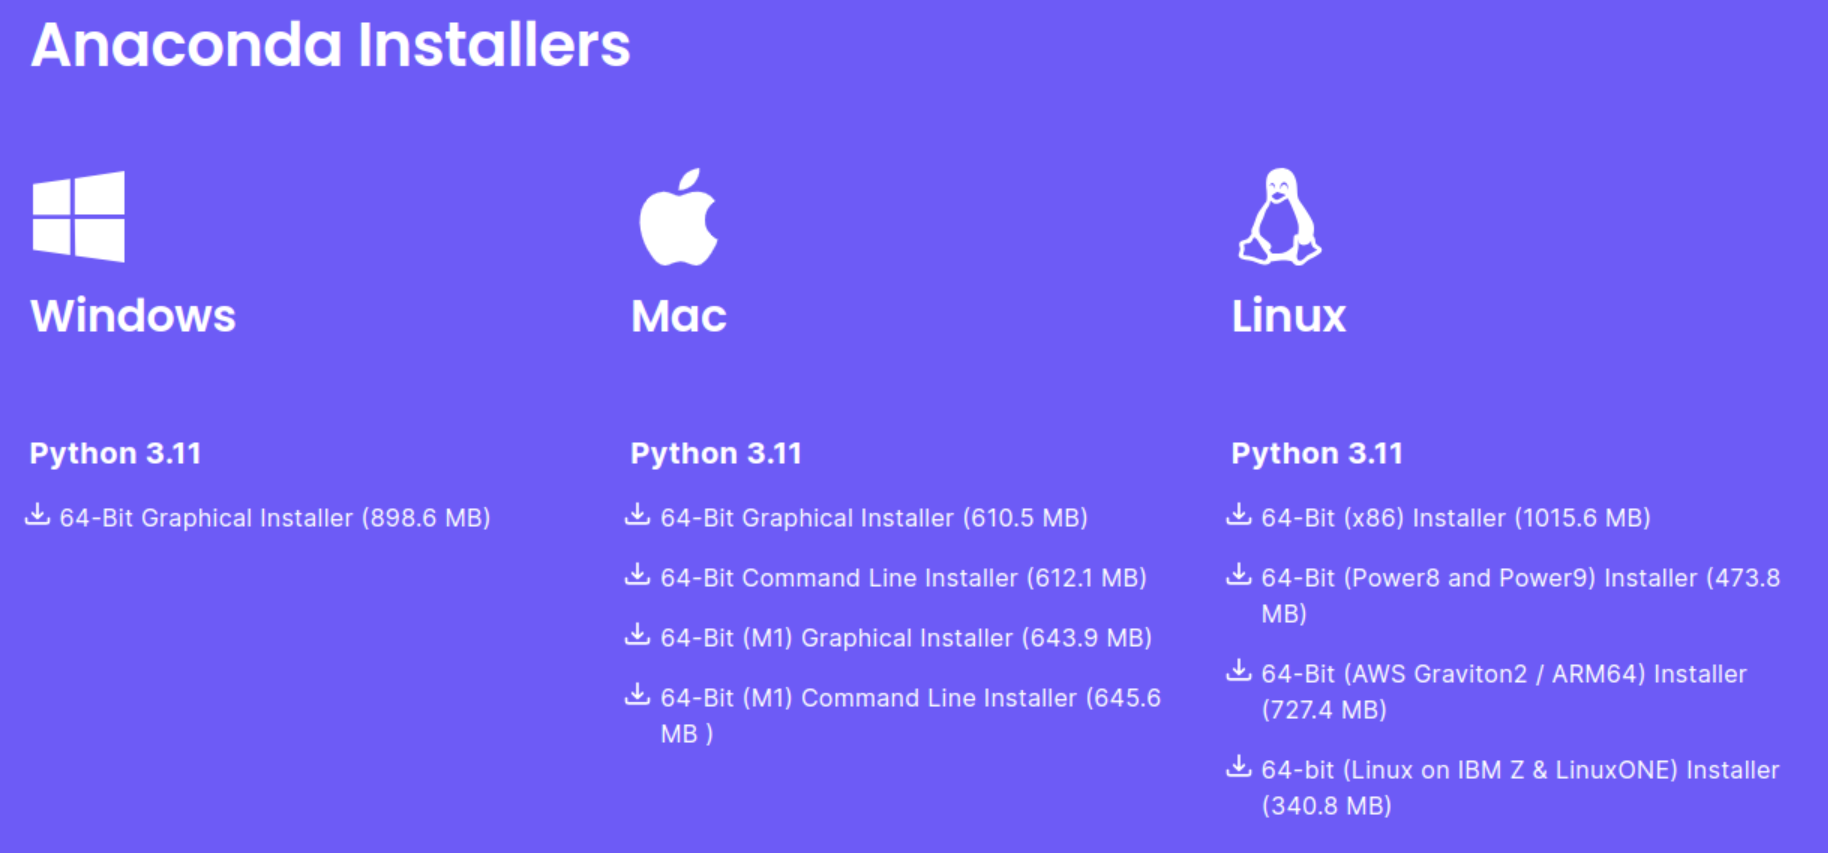 Anaconda Installers
Windows
Python 3.11
64-Bit Graphical Installer (898.6 MB)
Mac
Python 3.11
64-Bit Graphical Installer (610.5 MB)
64-Bit Command Line Installer (612.1 MB)
64-Bit (M1) Graphical Installer (643.9 MB)
64-Bit (M1) Command Line Installer (645.6
MB )
Linux
Python 3.11
64-Bit (x86) Installer (1015.6 MB)
64-Bit (Power8 and Power9) Installer (473.8
MB)
64-Bit (AWS Graviton2 / ARM64) Installer
(727.4 MB)
64-bit (Linux on IBM Z & LinuxONE) Installer
(340.8 MB)